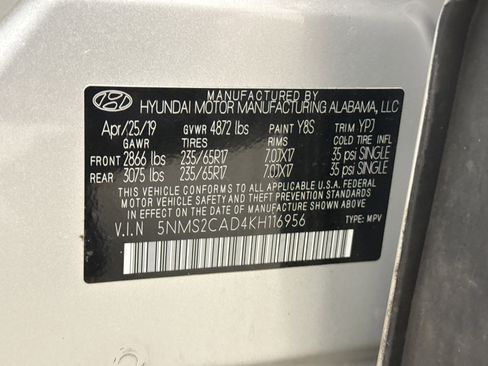 MANUFACTURED BY
HYUNDAI MOTOR MANUFACTURING ALABAMA, LLC
Apr/25/19 GVWR 4872 lbs PAINT Y8S TRIM YPJ
GAWR TIRES RIMS COLD TIRE INFL
FRONT 2866 lbs 235/65R17 7.0JX17 35 psi SINGLE
REAR 3075 lbs 235/65R17 7.0JX17 35 psi SINGLE
THIS VEHICLE CONFORMS TO ALL APPLICABLE U.S.A. FEDERAL
MOTOR VEHICLE SAFETY AND THEFT PREVENTION STANDARDS
IN EFFECT ON THE DATE OF MANUFACTURE SHOWN ABOVE.
V.I.N 5NMS2CAD4KH116956 TYPE: MPV